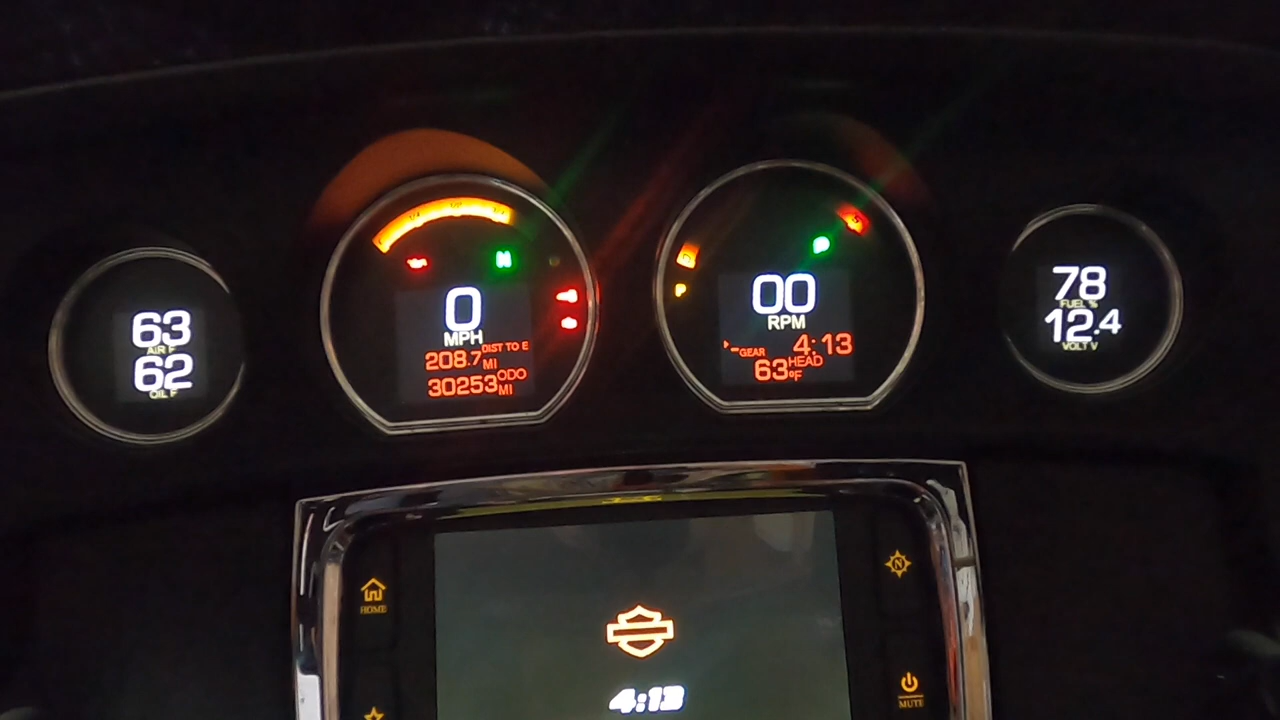 63
AIR F
62
OIL F
N
0
MPH
208.7 DIST TO E
MI
30253 ODO
MI
P
P
00
RPM
- GEAR 4:13
63 HEAD
°F
78
FUEL %
12.4
VOLT V
HOME
N
4:13
MUTE